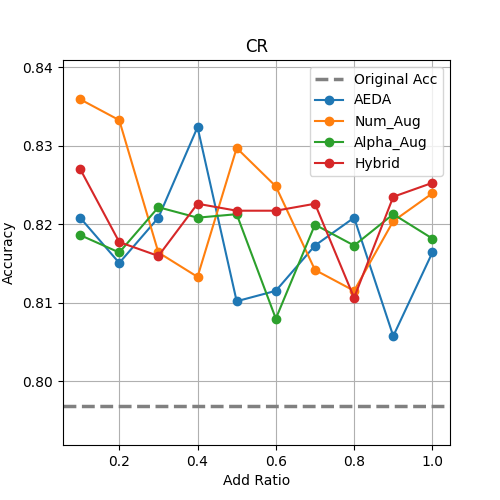 CR
Original Acc
AEDA
Num_Aug
Alpha_Aug
Hybrid
0.84
0.83
0.82
0.81
0.80
Accuracy
0.2
0.4
0.6
0.8
1.0
Add Ratio